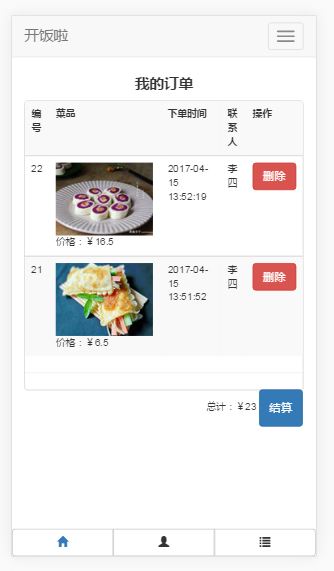 开饭啦
我的订单
编号 菜品 下单时间 联系人 操作
22 2017-04-15 13:52:19 李四 删除
价格：￥16.5
21 2017-04-15 13:51:52 李四 删除
价格：￥6.5
总计：￥23 结算